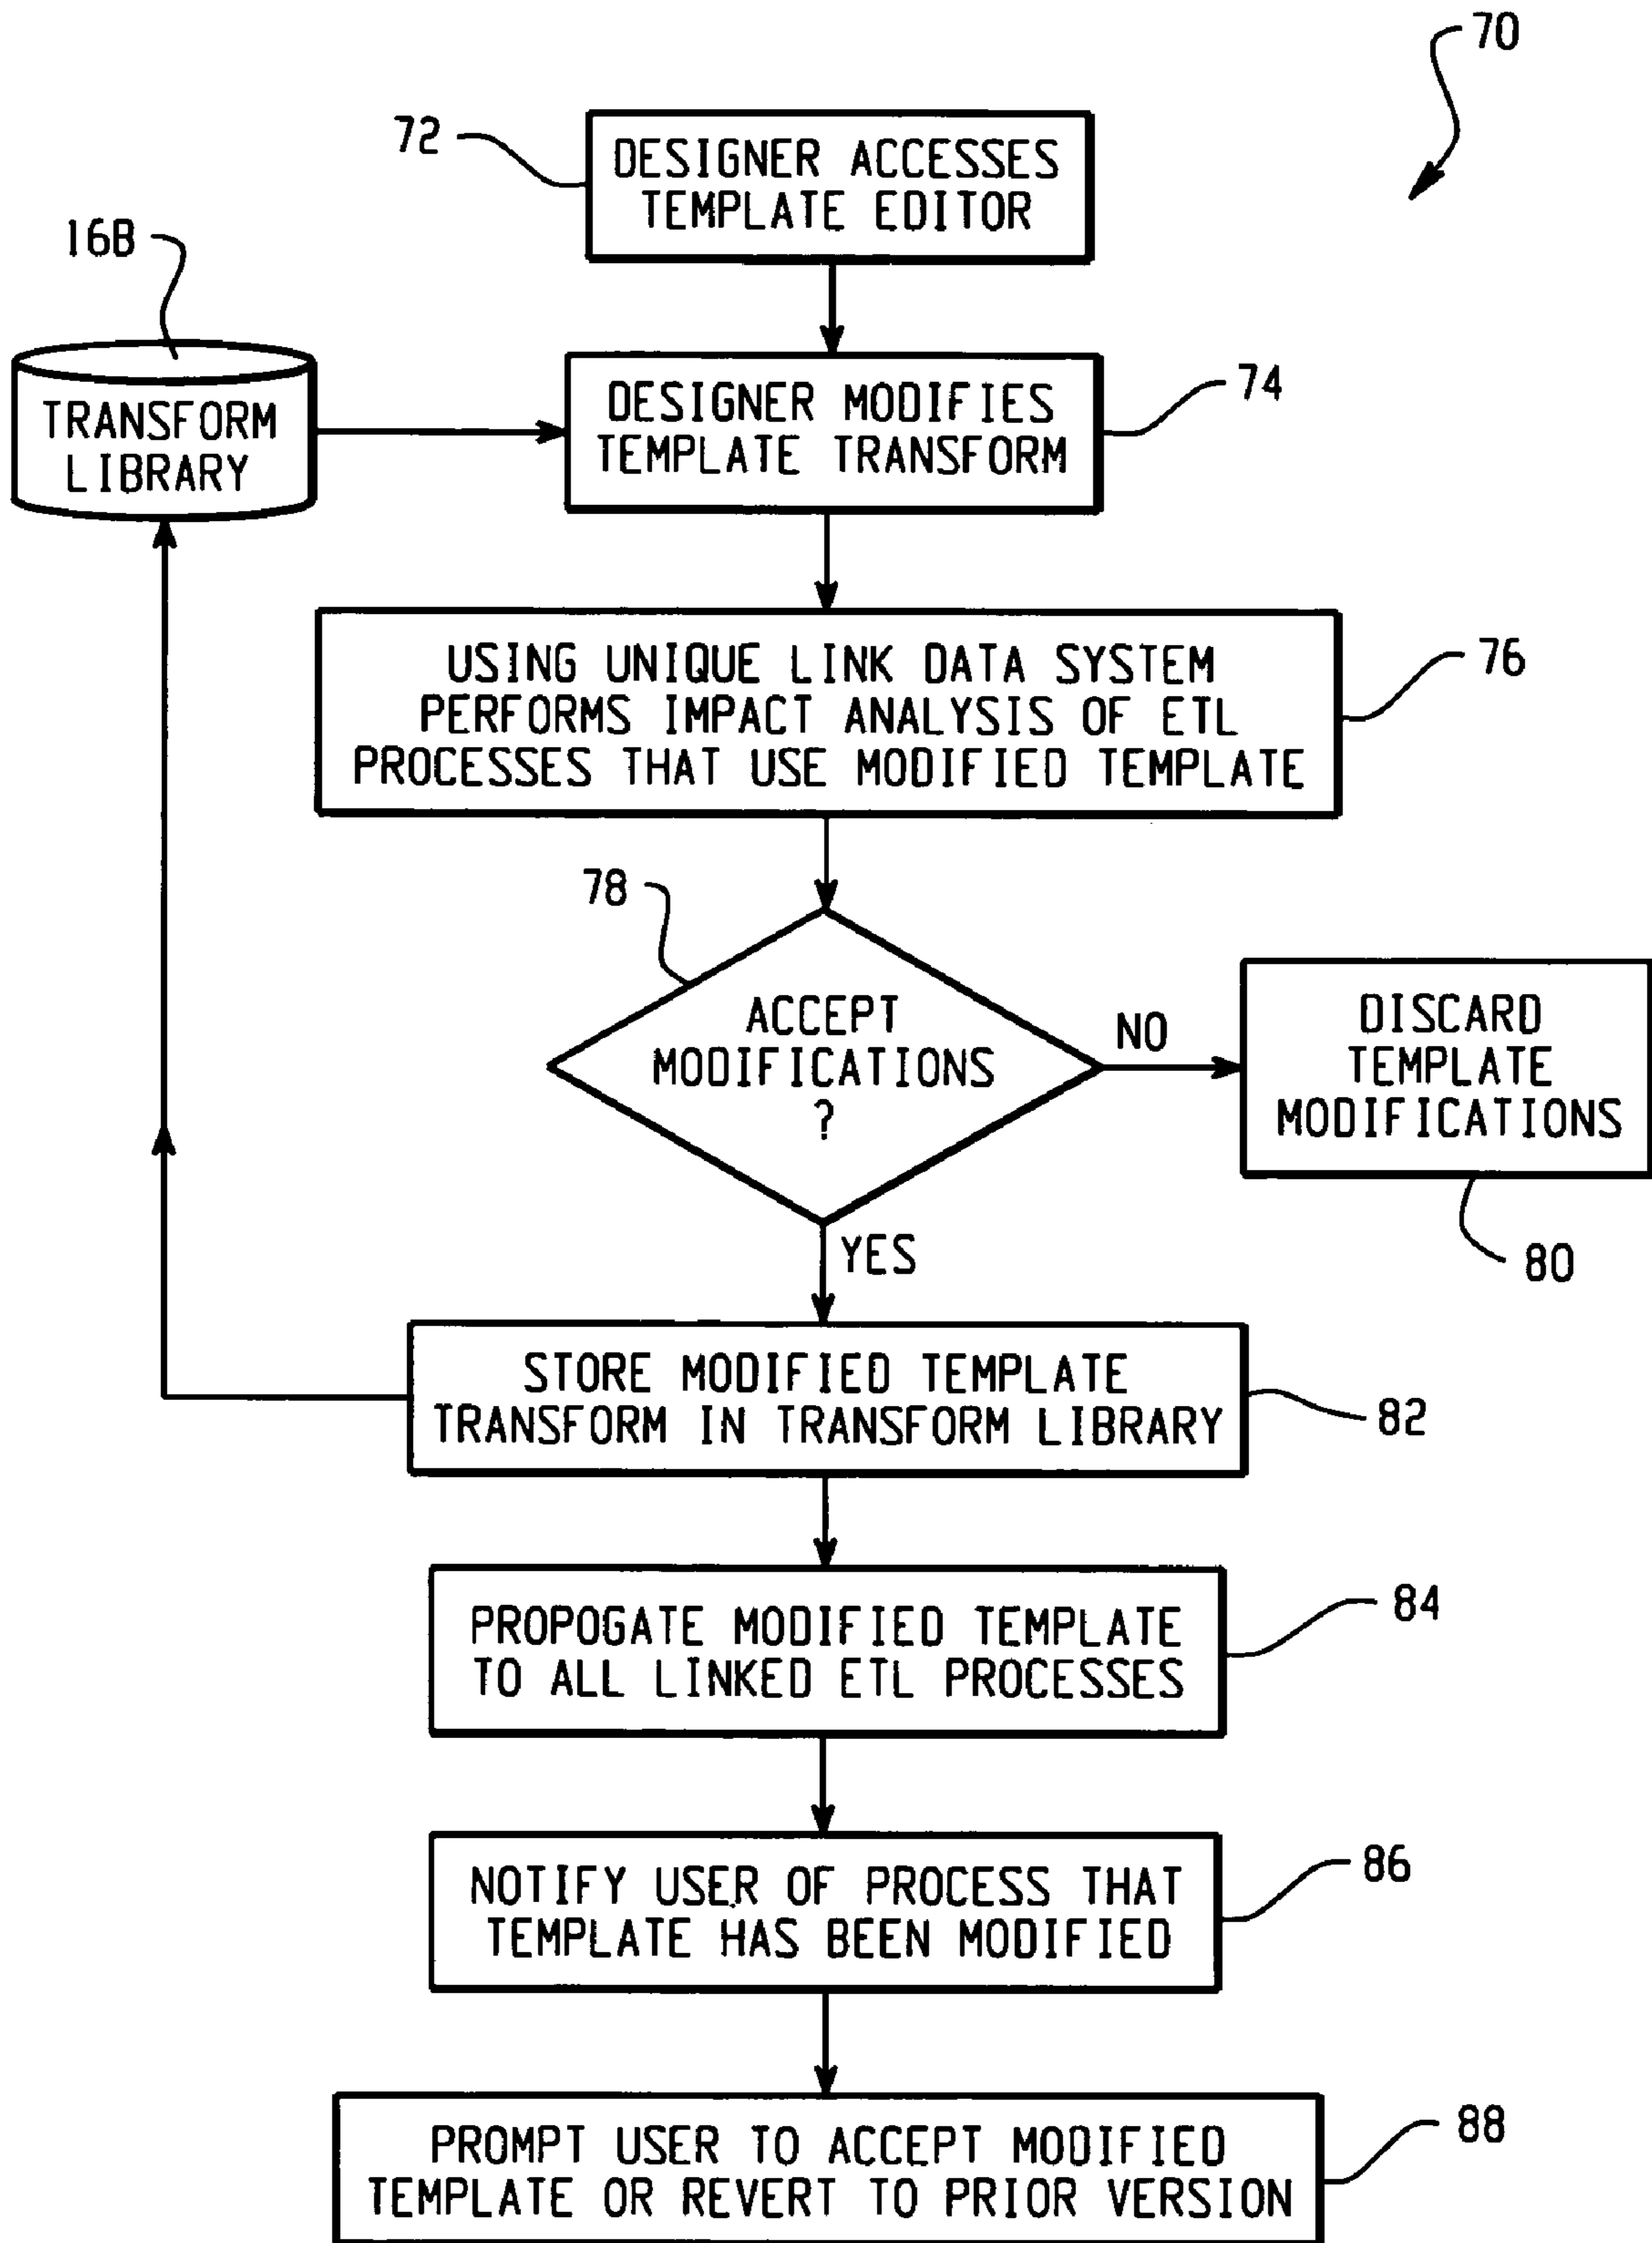 70
72
DESIGNER ACCESSES
TEMPLATE EDITOR
16B
TRANSFORM
LIBRARY
DESIGNER MODIFIES
TEMPLATE TRANSFORM
74
USING UNIQUE LINK DATA SYSTEM
PERFORMS IMPACT ANALYSIS OF ETL
PROCESSES THAT USE MODIFIED TEMPLATE
76
78
ACCEPT
MODIFICATIONS
?
NO
DISCARD
TEMPLATE
MODIFICATIONS
80
YES
STORE MODIFIED TEMPLATE
TRANSFORM IN TRANSFORM LIBRARY
82
PROPOGATE MODIFIED TEMPLATE
TO ALL LINKED ETL PROCESSES
84
NOTIFY USER OF PROCESS THAT
TEMPLATE HAS BEEN MODIFIED
86
PROMPT USER TO ACCEPT MODIFIED
TEMPLATE OR REVERT TO PRIOR VERSION
88